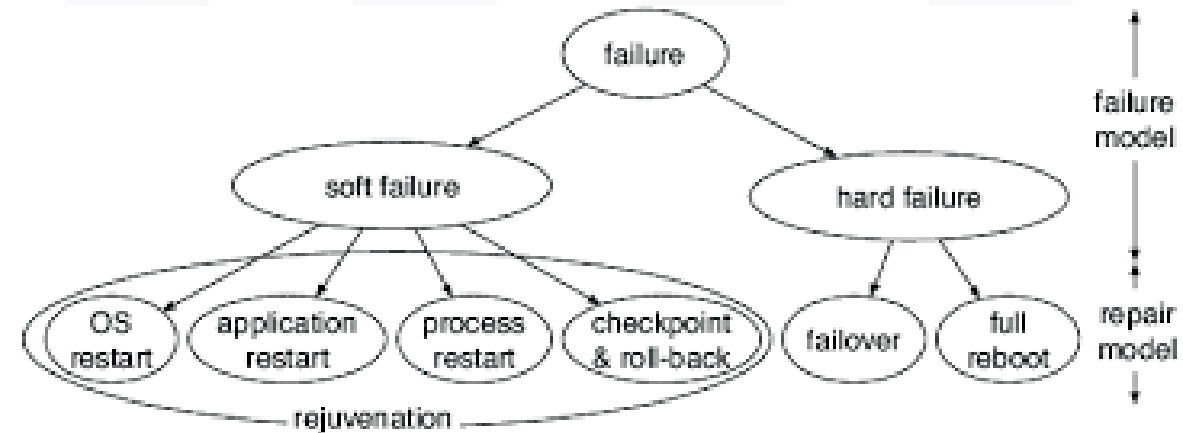 failure
failure
model
soft failure
hard failure
OS
restart
application
restart
process
restart
checkpoint
& roll-back
failover
full
reboot
repair
model
rejuvenation